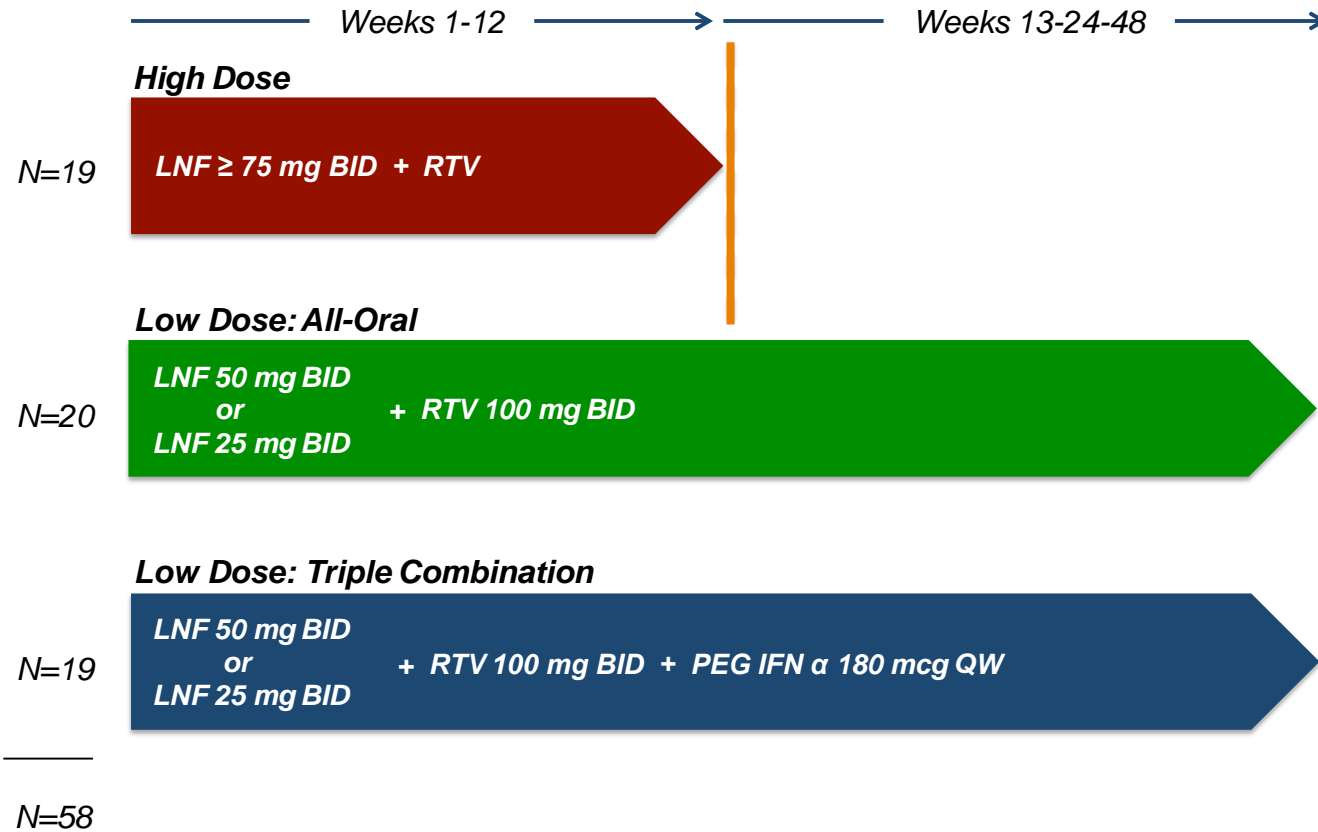 Weeks 1-12 Weeks 13-24-48
High Dose
N=19
LNF ≥ 75 mg BID + RTV
Low Dose: All-Oral
LNF 50 mg BID
N=20
or + RTV 100 mg BID
LNF 25 mg BID
Low Dose: Triple Combination
LNF 50 mg BID
N=19
or + RTV 100 mg BID + PEG IFN α 180 mcg QW
LNF 25 mg BID
N=58